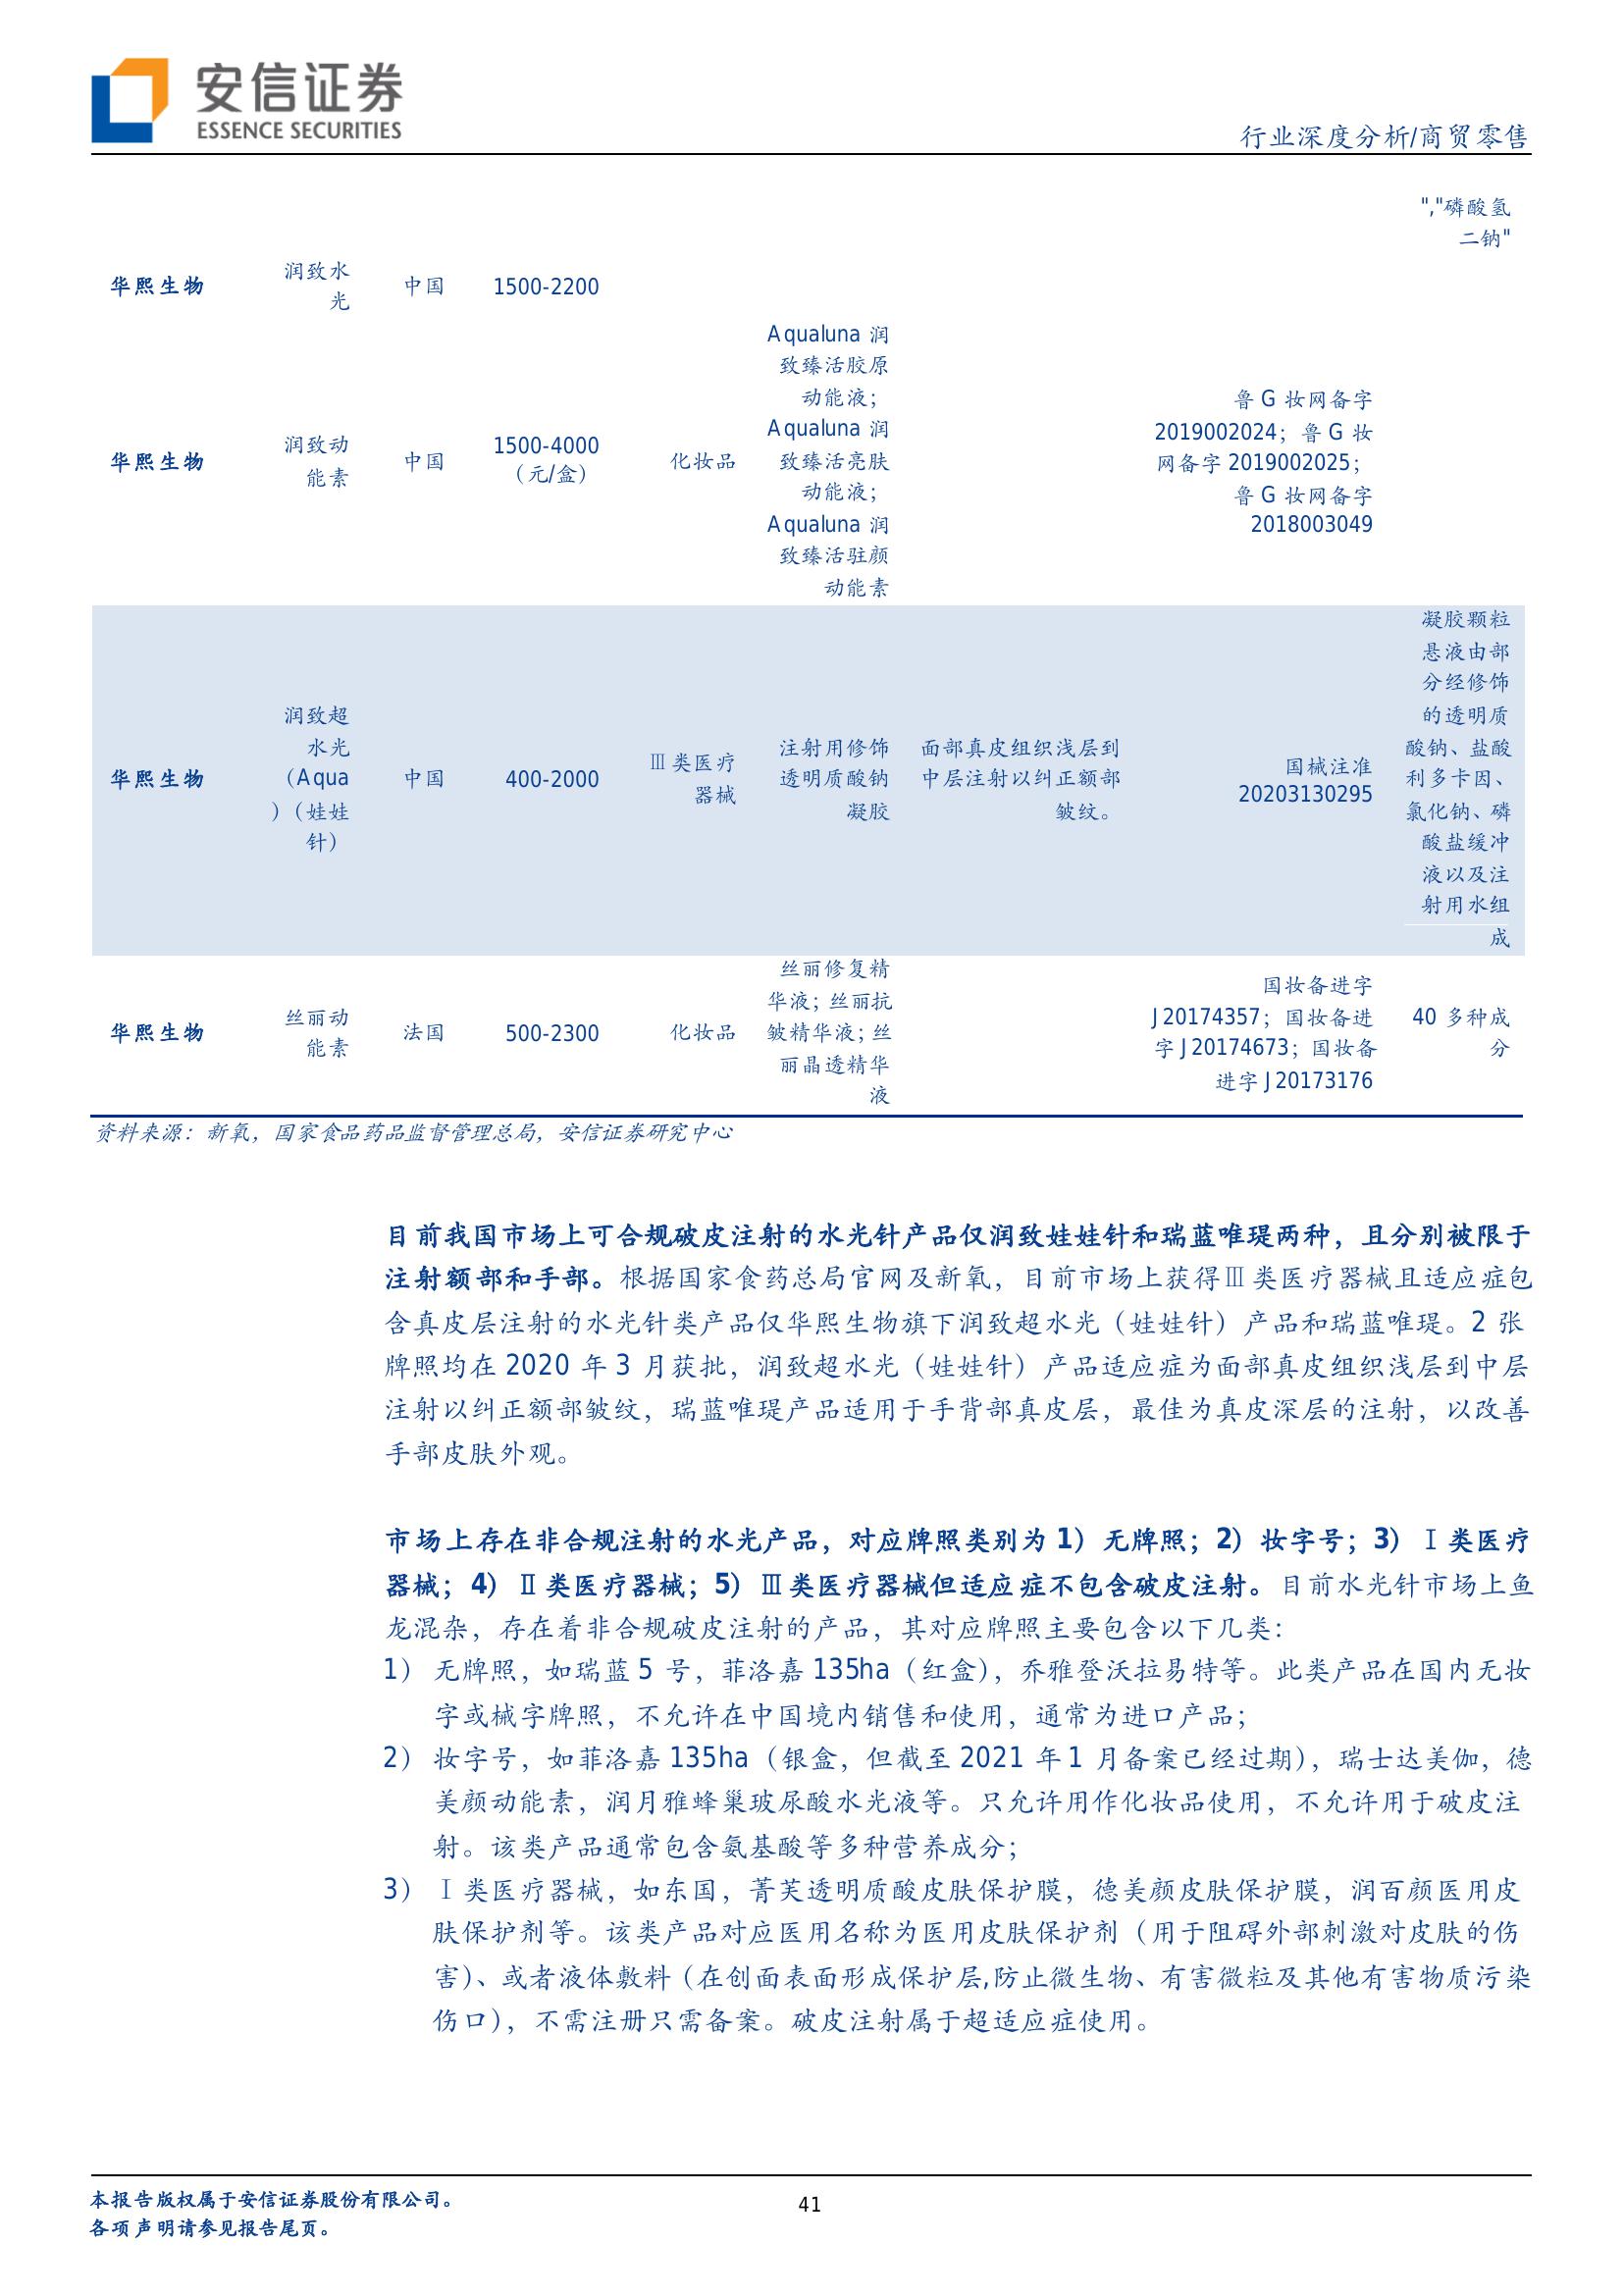 安信证券
ESSENCE SECURITIES
行业深度分析/商贸零售
","磷酸氢
二钠"
华熙生物
润致水
光
中国
1500-2200
华熙生物
润致动
能素
中国
1500-4000
（元/盒）
化妆品
Aqualuna 润
致臻活胶原
动能液；
Aqualuna 润
致臻活亮肤
动能液；
Aqualuna 润
致臻活驻颜
动能素
鲁 G 妆网备字
2019002024；鲁 G 妆
网备字 2019002025；
鲁 G 妆网备字
2018003049
华熙生物
润致超
水光
（Aqua
）（娃娃
针）
中国
400-2000
Ⅲ类医疗
器械
注射用修饰
透明质酸钠
凝胶
面部真皮组织浅层到
中层注射以纠正额部
皱纹。
国械注准
20203130295
凝胶颗粒
悬液由部
分经修饰
的透明质
酸钠、盐酸
利多卡因、
氯化钠、磷
酸盐缓冲
液以及注
射用水组
成
华熙生物
丝丽动
能素
法国
500-2300
化妆品
丝丽修复精
华液；丝丽抗
皱精华液；丝
丽晶透精华
液
国妆备进字
J20174357；国妆备进
字 J20174673；国妆备
进字 J20173176
40 多种成
分
资料来源：新氧，国家食品药品监督管理总局，安信证券研究中心
目前我国市场上可合规破皮注射的水光针产品仅润致娃娃针和瑞蓝唯瑅两种，且分别被限于
注射额部和手部。根据国家食药总局官网及新氧，目前市场上获得Ⅲ类医疗器械且适应症包
含真皮层注射的水光针类产品仅华熙生物旗下润致超水光（娃娃针）产品和瑞蓝唯瑅。2 张
牌照均在 2020 年 3 月获批，润致超水光（娃娃针）产品适应症为面部真皮组织浅层到中层
注射以纠正额部皱纹，瑞蓝唯瑅产品适用于手背部真皮层，最佳为真皮深层的注射，以改善
手部皮肤外观。
市场上存在非合规注射的水光产品，对应牌照类别为 1）无牌照；2）妆字号；3）Ⅰ类医疗
器械；4）Ⅱ类医疗器械；5）Ⅲ类医疗器械但适应症不包含破皮注射。目前水光针市场上鱼
龙混杂，存在着非合规破皮注射的产品，其对应牌照主要包含以下几类：
1） 无牌照，如瑞蓝 5 号，菲洛嘉 135ha（红盒），乔雅登沃拉易特等。此类产品在国内无妆
字或械字牌照，不允许在中国境内销售和使用，通常为进口产品；
2） 妆字号，如菲洛嘉 135ha（银盒，但截至 2021 年 1 月备案已经过期），瑞士达美伽，德
美颜动能素，润月雅蜂巢玻尿酸水光液等。只允许用作化妆品使用，不允许用于破皮注
射。该类产品通常包含氨基酸等多种营养成分；
3） Ⅰ类医疗器械，如东国，菁芙透明质酸皮肤保护膜，德美颜皮肤保护膜，润百颜医用皮
肤保护剂等。该类产品对应医用名称为医用皮肤保护剂（用于阻碍外部刺激对皮肤的伤
害）、或者液体敷料（在创面表面形成保护层,防止微生物、有害微粒及其他有害物质污染
伤口），不需注册只需备案。破皮注射属于超适应症使用。
本报告版权属于安信证券股份有限公司。
各项声明请参见报告尾页。
41